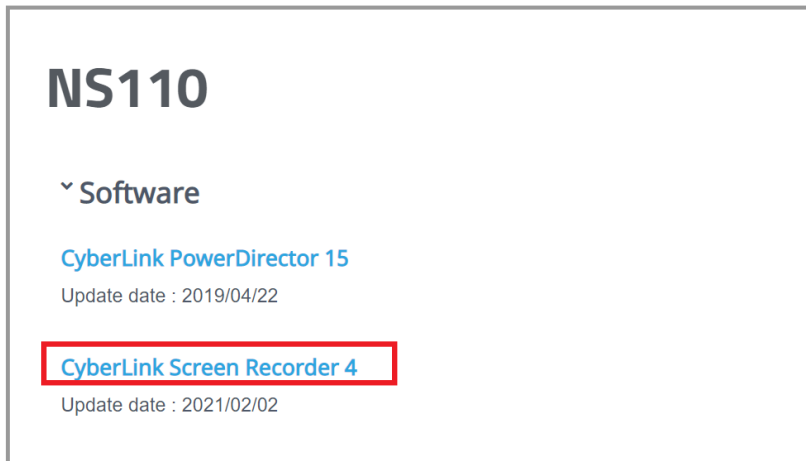 NS110
Software
CyberLink PowerDirector 15
Update date : 2019/04/22
CyberLink Screen Recorder 4
Update date : 2021/02/02